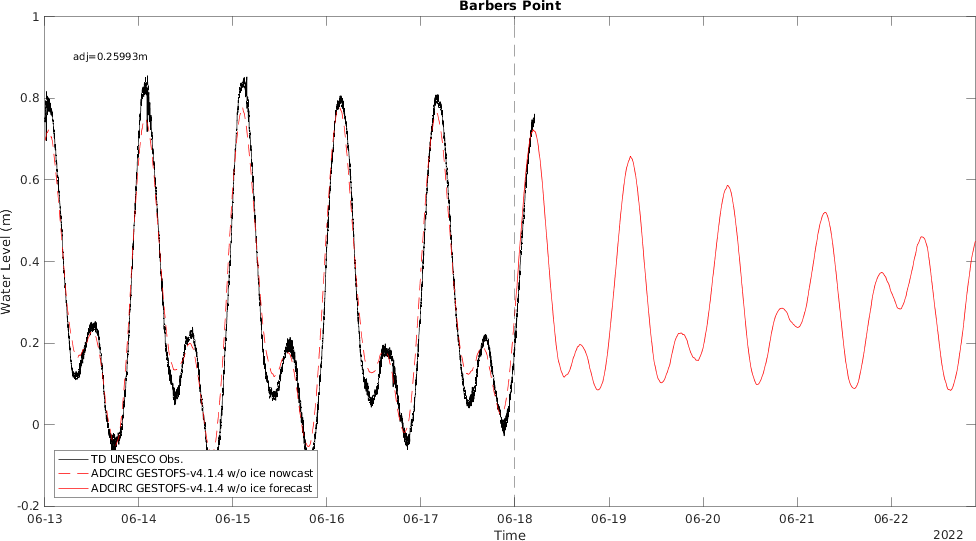 Barbers Point
adj=0.25993m
Water Level (m)
1
0.8
0.6
0.4
0.2
0
-0.2
TD UNESCO Obs.
ADCIRC GESTOFS-v4.1.4 w/o ice nowcast
ADCIRC GESTOFS-v4.1.4 w/o ice forecast
06-13 06-14 06-15 06-16 06-17 06-18 06-19 06-20 06-21 06-22
Time
2022